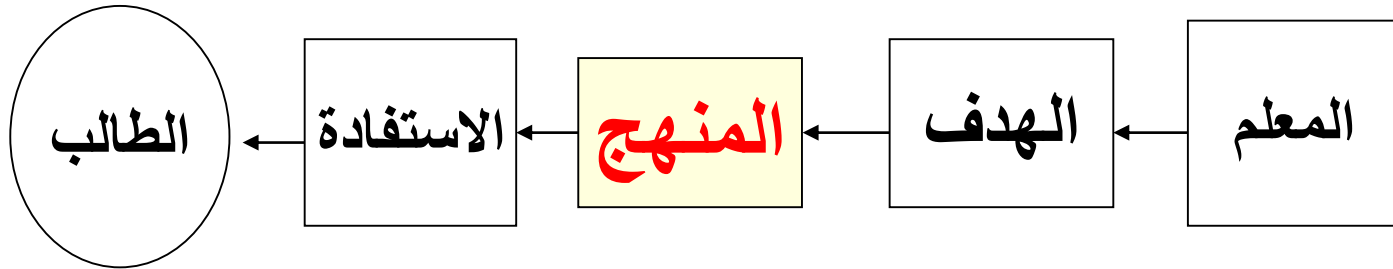 المعلم
الهدف
المنهج
الاستفادة
الطالب